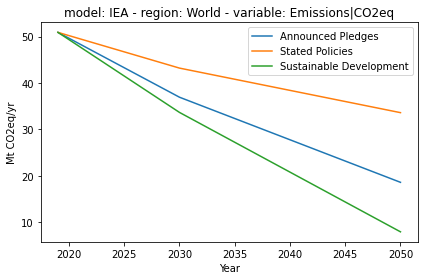 model: IEA - region: World - variable: Emissions|CO2eq
Mt CO2eq/yr
50
40
30
20
10
Announced Pledges
Stated Policies
Sustainable Development
2020
2025
2030
2035
2040
2045
2050
Year